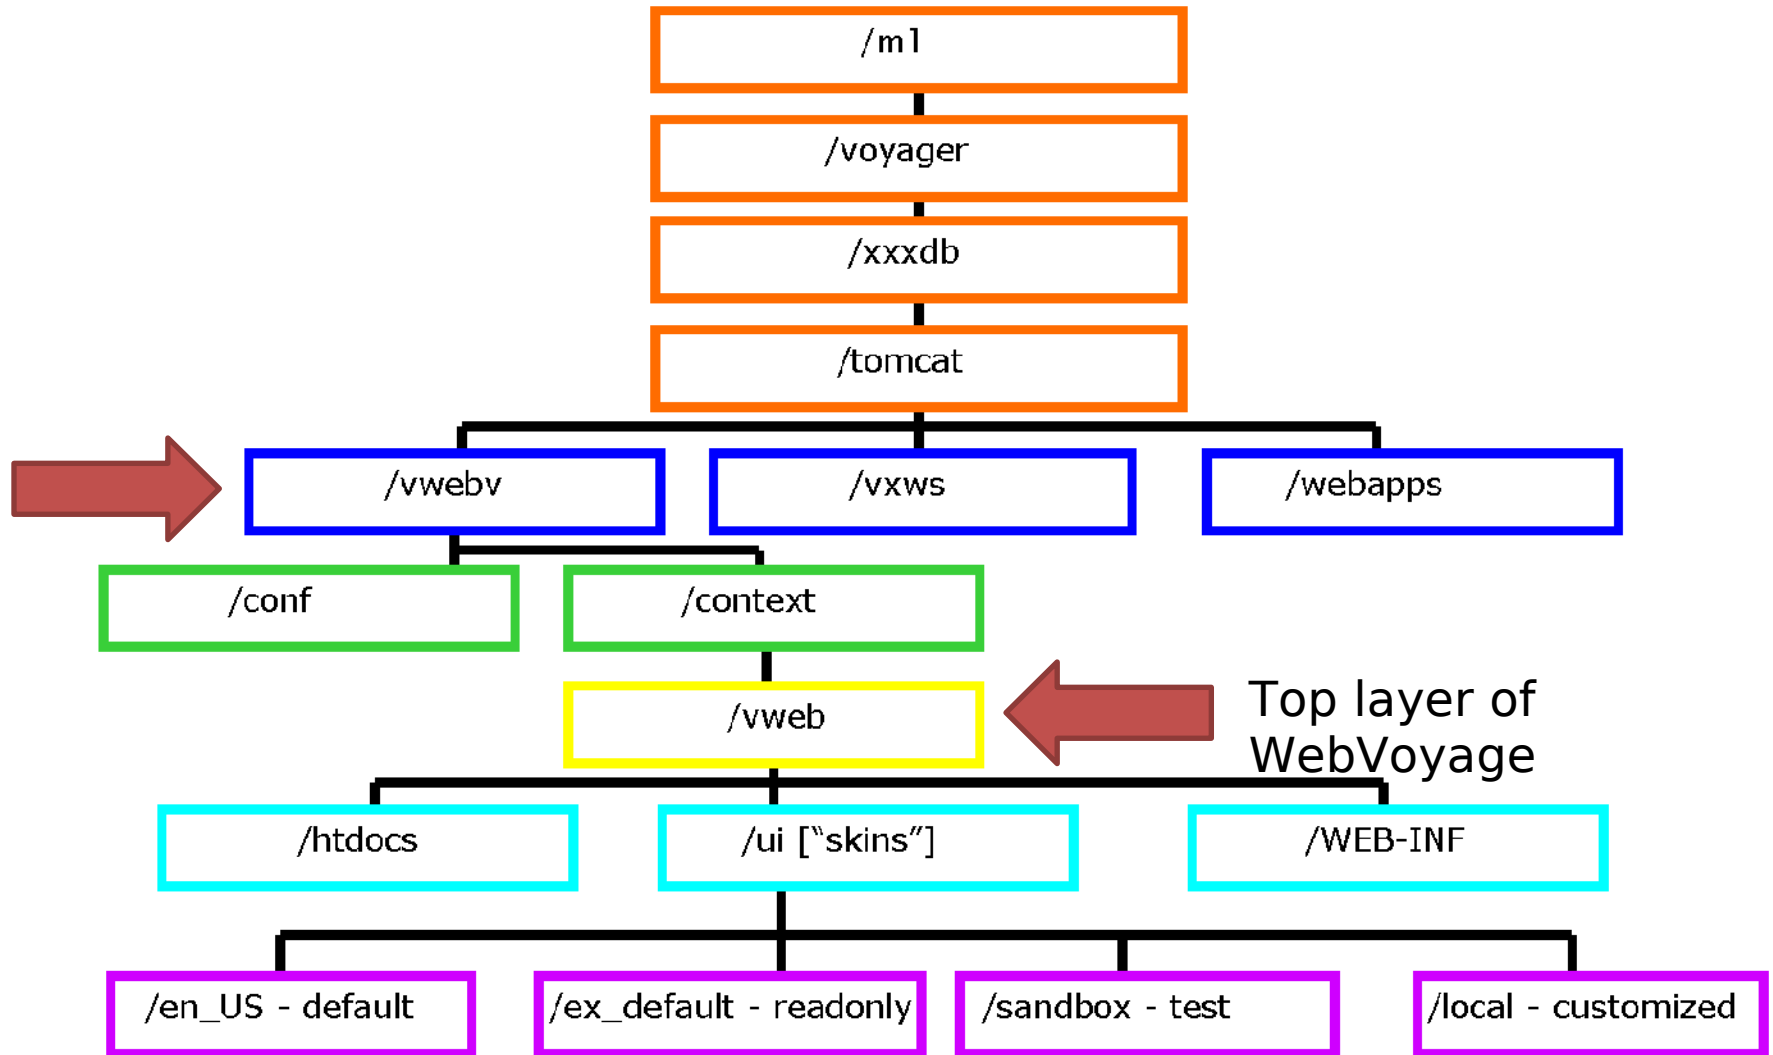 /m1
/voyager
/xxxdb
/tomcat
/vwebv
/vxws
/webapps
/conf
/context
/vweb
Top layer of
WebVoyage
/htdocs
/ui [“skins”]
/WEB-INF
/en_US - default
/ex_default - readonly
/sandbox - test
/local - customized